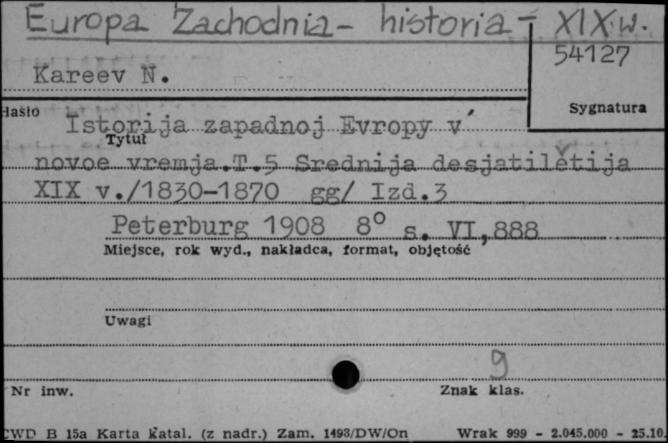 Europa Zachodnia - historia - XIX w.
54127
Kareev N.
Hasło
Sygnatura
Istorija zapadnoj Evropy v
Tytuł
novoe vremja.T.5 Srednija desjatilětija
XIX v./1830-1870 gg/ Izd.3
Peterburg 1908 8° s. VI,888
Miejsce, rok wyd., nakładca, format, objętość
Uwagi
9
Nr inw.
Znak klas.
CWD B 15a Karta katal. (z nadr.) Zam. 1493/DW/On Wrak 999 - 2.045.000 - 25.10